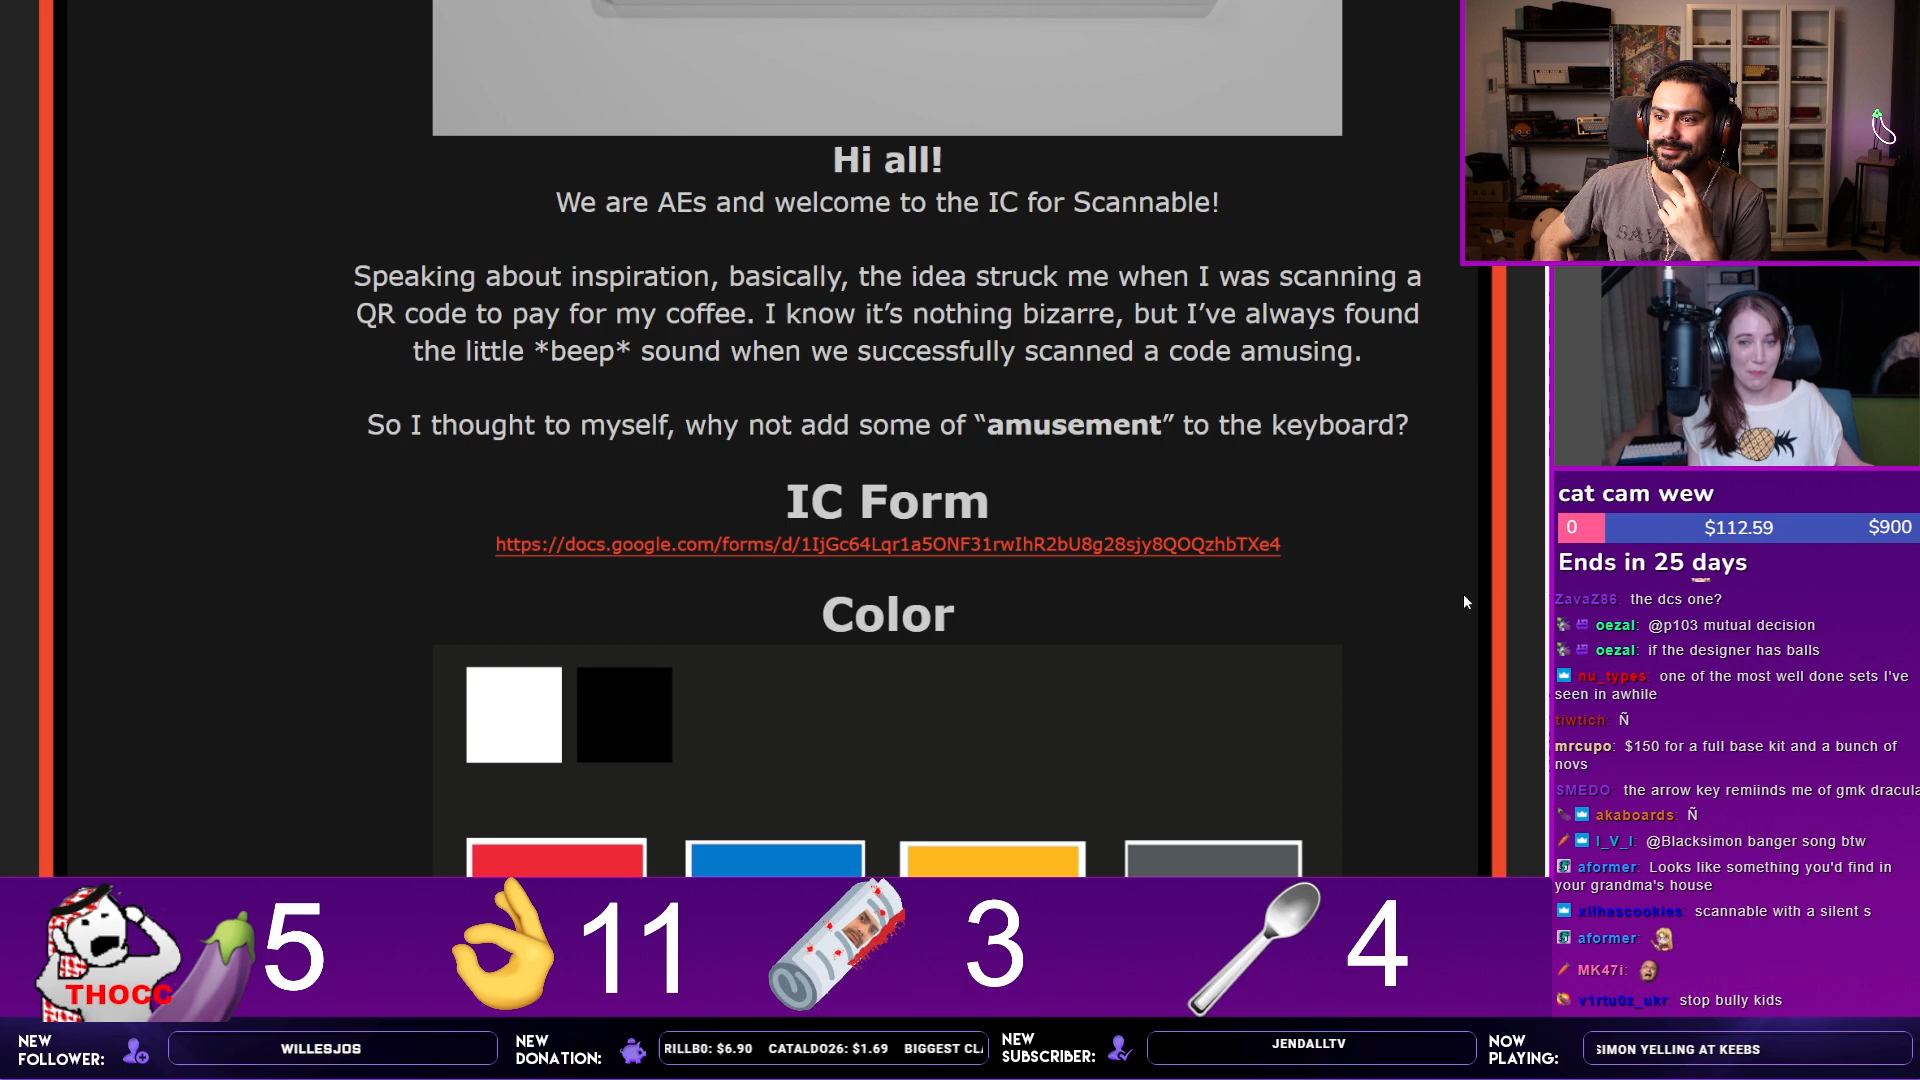 Hi all!
We are AEs and welcome to the IC for Scannable!
Speaking about inspiration, basically, the idea struck me when I was scanning a
QR code to pay for my coffee. I know it’s nothing bizarre, but I’ve always found
the little *beep* sound when we successfully scanned a code amusing.
So I thought to myself, why not add some of “amusement” to the keyboard?
IC Form
https://docs.google.com/forms/d/1IjGc64Lqr1a5ONF31rwIhR2bU8g28sjy8QOQzhbTXe4
Color
cat cam wew
0 $112.59 $900
Ends in 25 days
ZavaZ86: the dcs one?
oezal: @p103 mutual decision
oezal: if the designer has balls
nu_types: one of the most well done sets I've
seen in awhile
tiwtich: Ñ
mrcupo: $150 for a full base kit and a bunch of
novs
SMEDO: the arrow key remiinds me of gmk dracula
akaboards: Ñ
I_V_I: @Blacksimon banger song btw
aformer: Looks like something you'd find in
your grandma's house
xilhascookies: scannable with a silent s
aformer:
MK47i:
v1rtu0z_ukr: stop bully kids
THOCC
5
11
3
4
NEW
FOLLOWER:
WILLESJOS
NEW
DONATION:
RILLB0: $6.90 CATALDO26: $1.69 BIGGEST CL
NEW
SUBSCRIBER:
JENDALLTV
NOW
PLAYING:
SIMON YELLING AT KEEBS